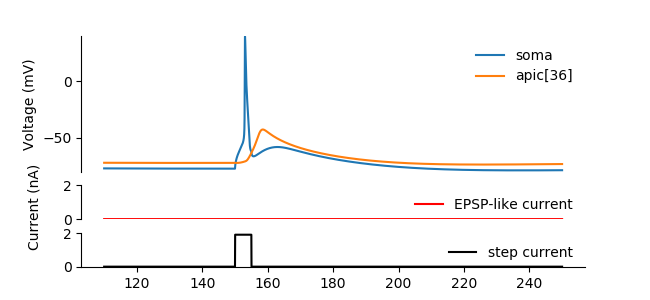 Voltage (mV)
0
−50
soma
apic[36]
Current (nA)
2
0
EPSP-like current
2
0
step current
120 140 160 180 200 220 240